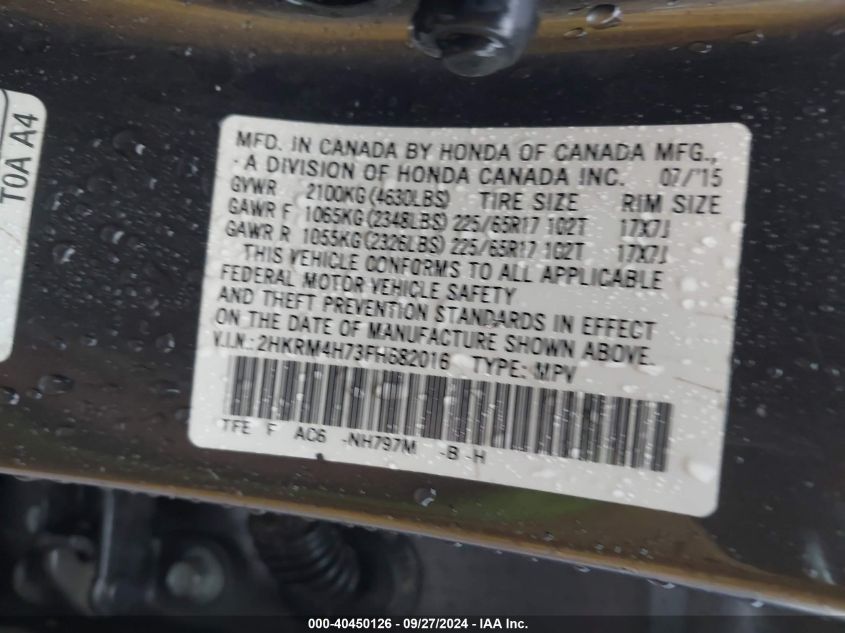 T0A A4
MFD. IN CANADA BY HONDA OF CANADA MFG.,
- A DIVISION OF HONDA CANADA INC. 07/'15
GVWR 2100KG(4630LBS) TIRE SIZE RIM SIZE
GAWR F 1065KG(2348LBS) 225/65R17 102T 17X7J
GAWR R 1055KG(2326LBS) 225/65R17 102T 17X7J
THIS VEHICLE CONFORMS TO ALL APPLICABLE
FEDERAL MOTOR VEHICLE SAFETY
AND THEFT PREVENTION STANDARDS IN EFFECT
ON THE DATE OF MANUFACTURE SHOWN ABOVE.
V.I.N.: 2HKRM4H73FH682016 TYPE: MPV
TFE F AC6 -NH797M -B -H
000-40450126 - 09/27/2024 - IAA Inc.